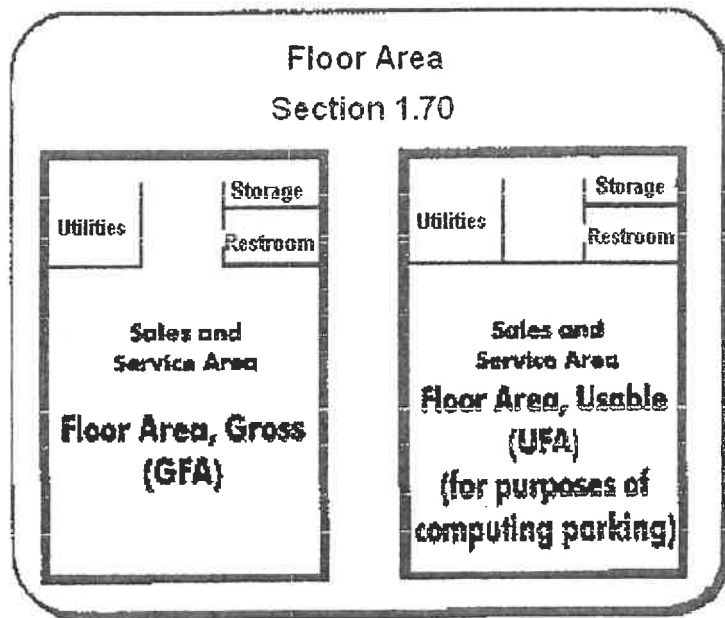 Floor Area
Section 1.70
Utilities
Storage
Restroom
Sales and
Service Area
Floor Area, Gross
(GFA)
Utilities
Storage
Restroom
Sales and
Service Area
Floor Area, Usable
(UFA)
(for purposes of
computing parking)